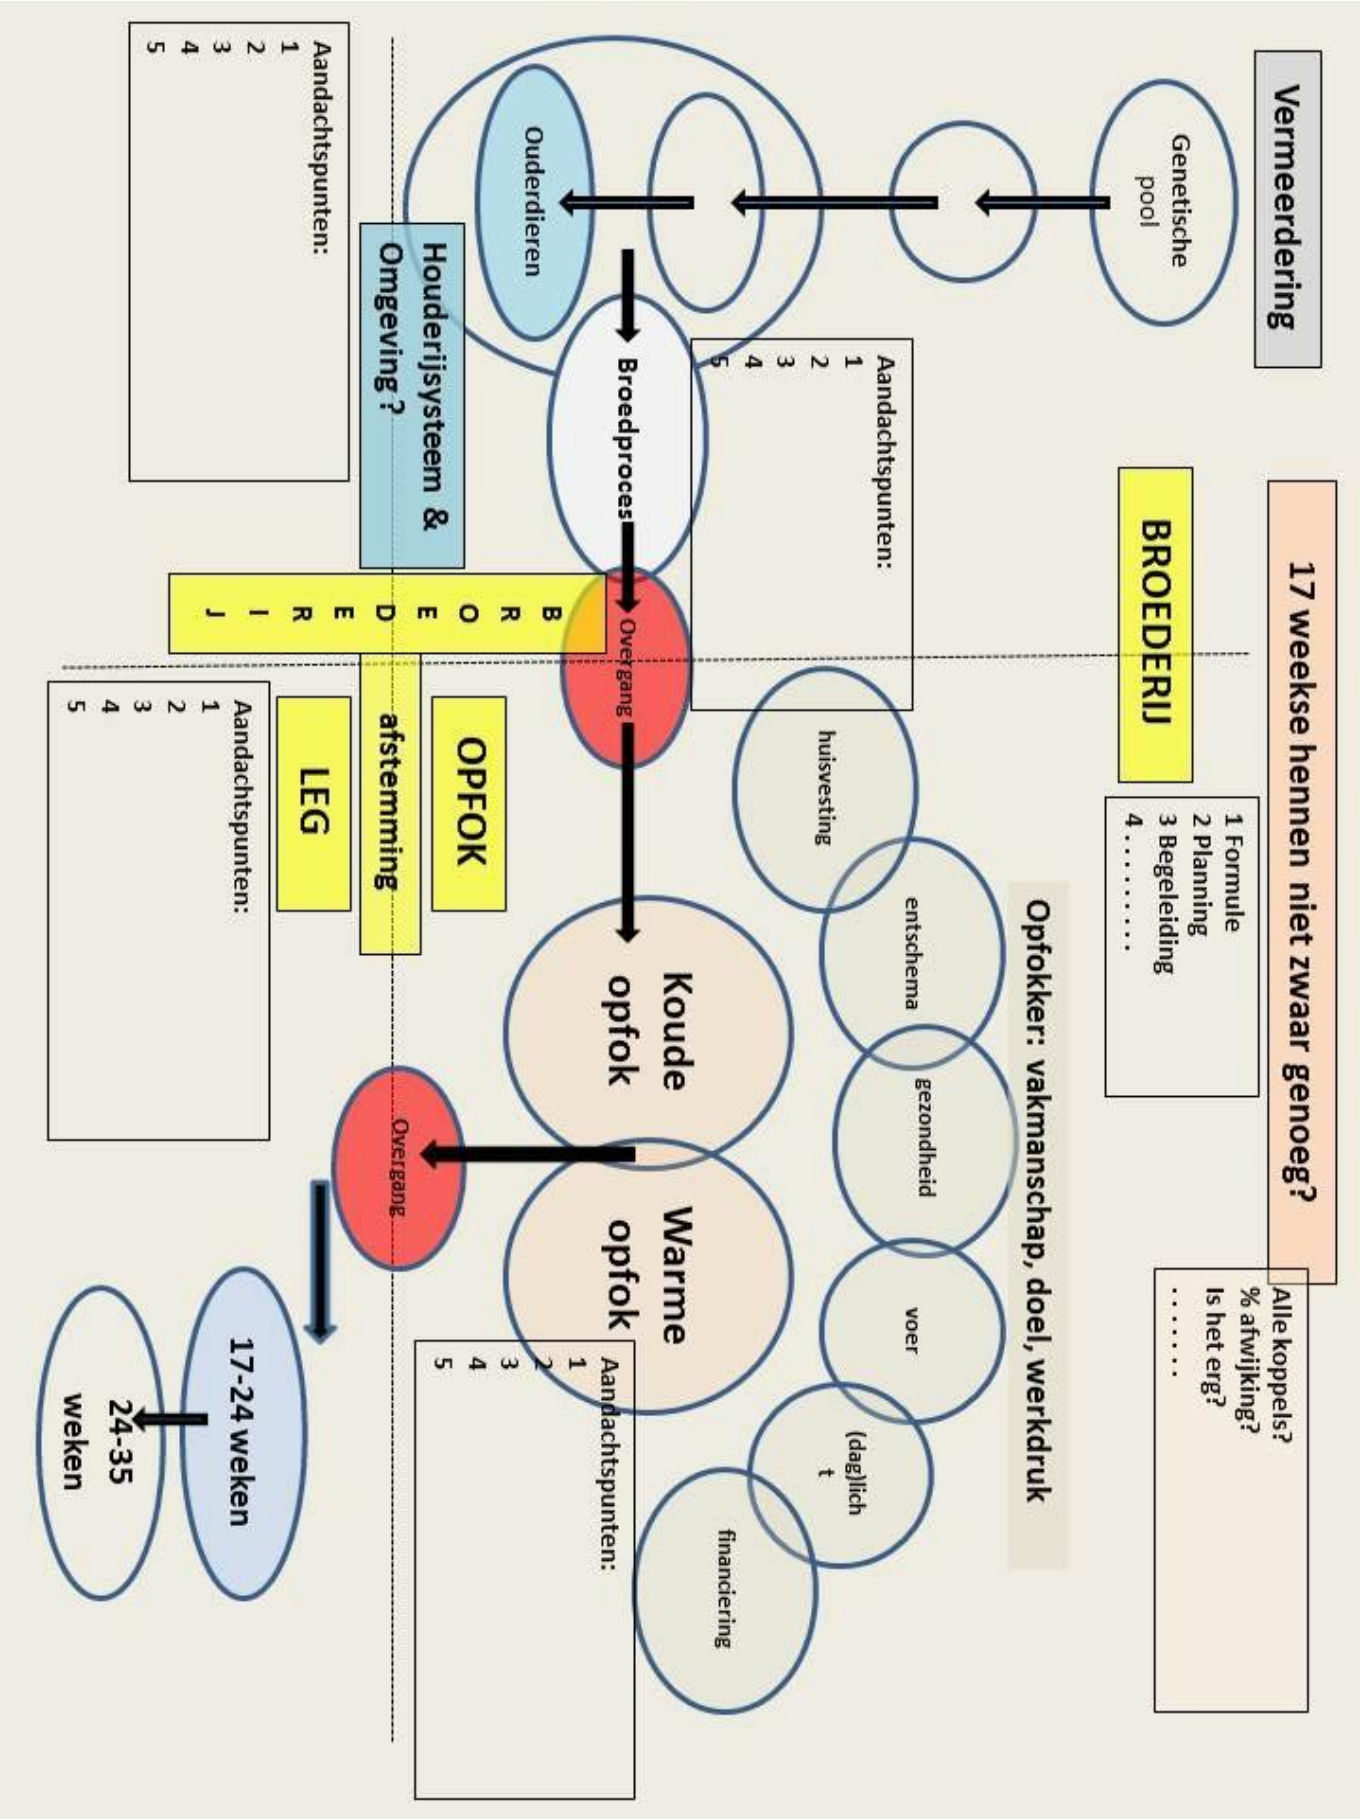 17 weekse hennen niet zwaar genoeg?
Vermeerdering
BROEDERIJ
1 Formule
2 Planning
3 Begeleiding
4 . . . . . . . . .
Alle koppels?
% afwijking?
Is het erg?
. . . . . . .
Genetische
pool
Opfokker: vakmanschap, doel, werkdruk
huisvesting
entschema
gezondheid
voer
(dag)lich
t
financiering
Aandachtspunten:
1
2
3
4
5
Ouderdieren
Broedproces
Overgang
Koude
opfok
Warme
opfok
Aandachtspunten:
1
2
3
4
5
Houderijsysteem &
Omgeving ?
B
R
O
E
D
E
R
I
J
OPFOK
afstemming
LEG
Overgang
Aandachtspunten:
1
2
3
4
5
Aandachtspunten:
1
2
3
4
5
17-24 weken
24-35
weken